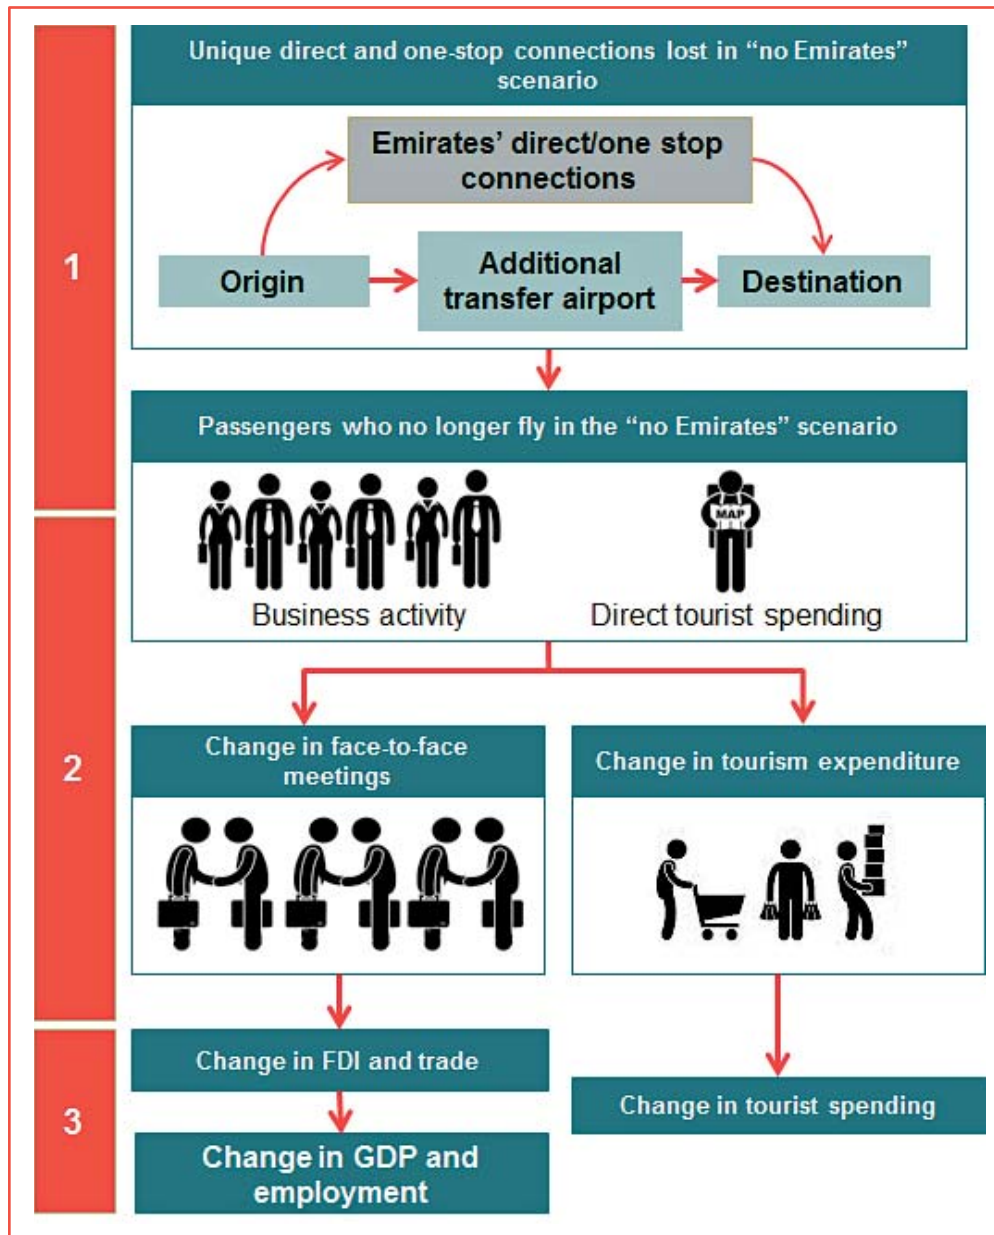 Unique direct and one-stop connections lost in “no Emirates”
scenario
Emirates’ direct/one stop
connections
1
Origin
Additional
transfer airport
Destination
Passengers who no longer fly in the “no Emirates” scenario
MAP
Business activity
Direct tourist spending
2
Change in face-to-face
meetings
Change in tourism expenditure
3
Change in FDI and trade
Change in tourist spending
Change in GDP and
employment